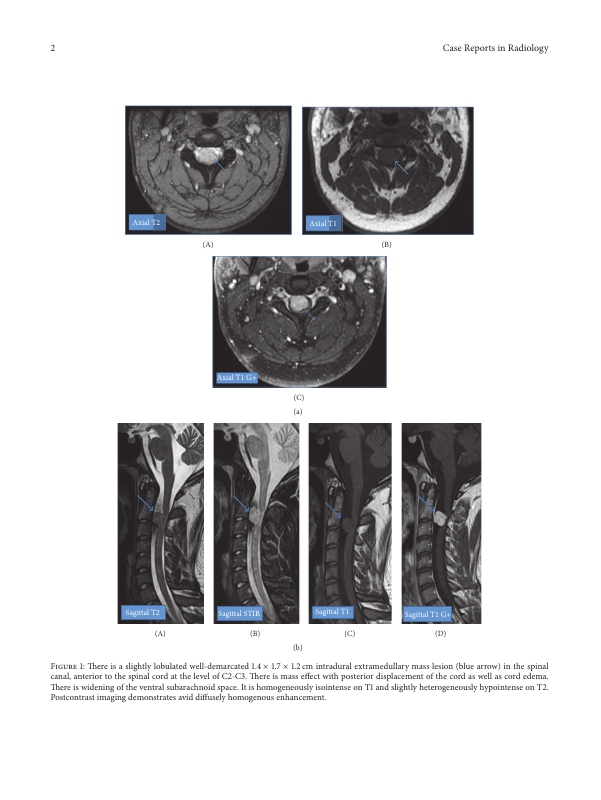 2
Case Reports in Radiology
Axial T2
Axial T1
(A)
(B)
Axial T1 G+
(C)
(a)
Sagittal T2
Sagittal STIR
Sagittal T1
Sagittal T1 G+
(A)
(B)
(C)
(D)
(b)
Figure 1: There is a slightly lobulated well-demarcated 1.4 × 1.7 × 1.2 cm intradural extramedullary mass lesion (blue arrow) in the spinal
canal, anterior to the spinal cord at the level of C2-C3. There is mass effect with posterior displacement of the cord as well as cord edema.
There is widening of the ventral subarachnoid space. It is homogeneously isointense on T1 and slightly heterogeneously hypointense on T2.
Postcontrast imaging demonstrates avid diffusely homogenous enhancement.